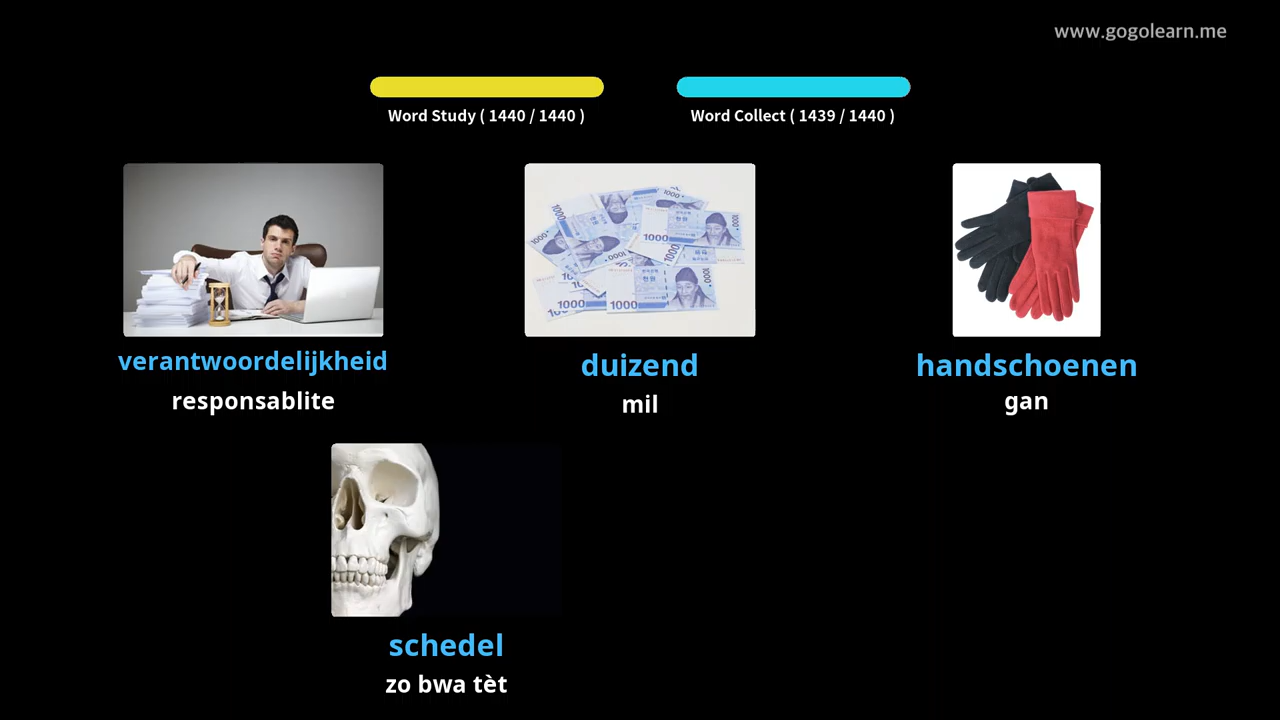 www.gogolearn.me
Word Study ( 1440 / 1440 )
Word Collect ( 1439 / 1440 )
verantwoordelijkheid
responsablite
duizend
mil
handschoenen
gan
schedel
zo bwa tèt